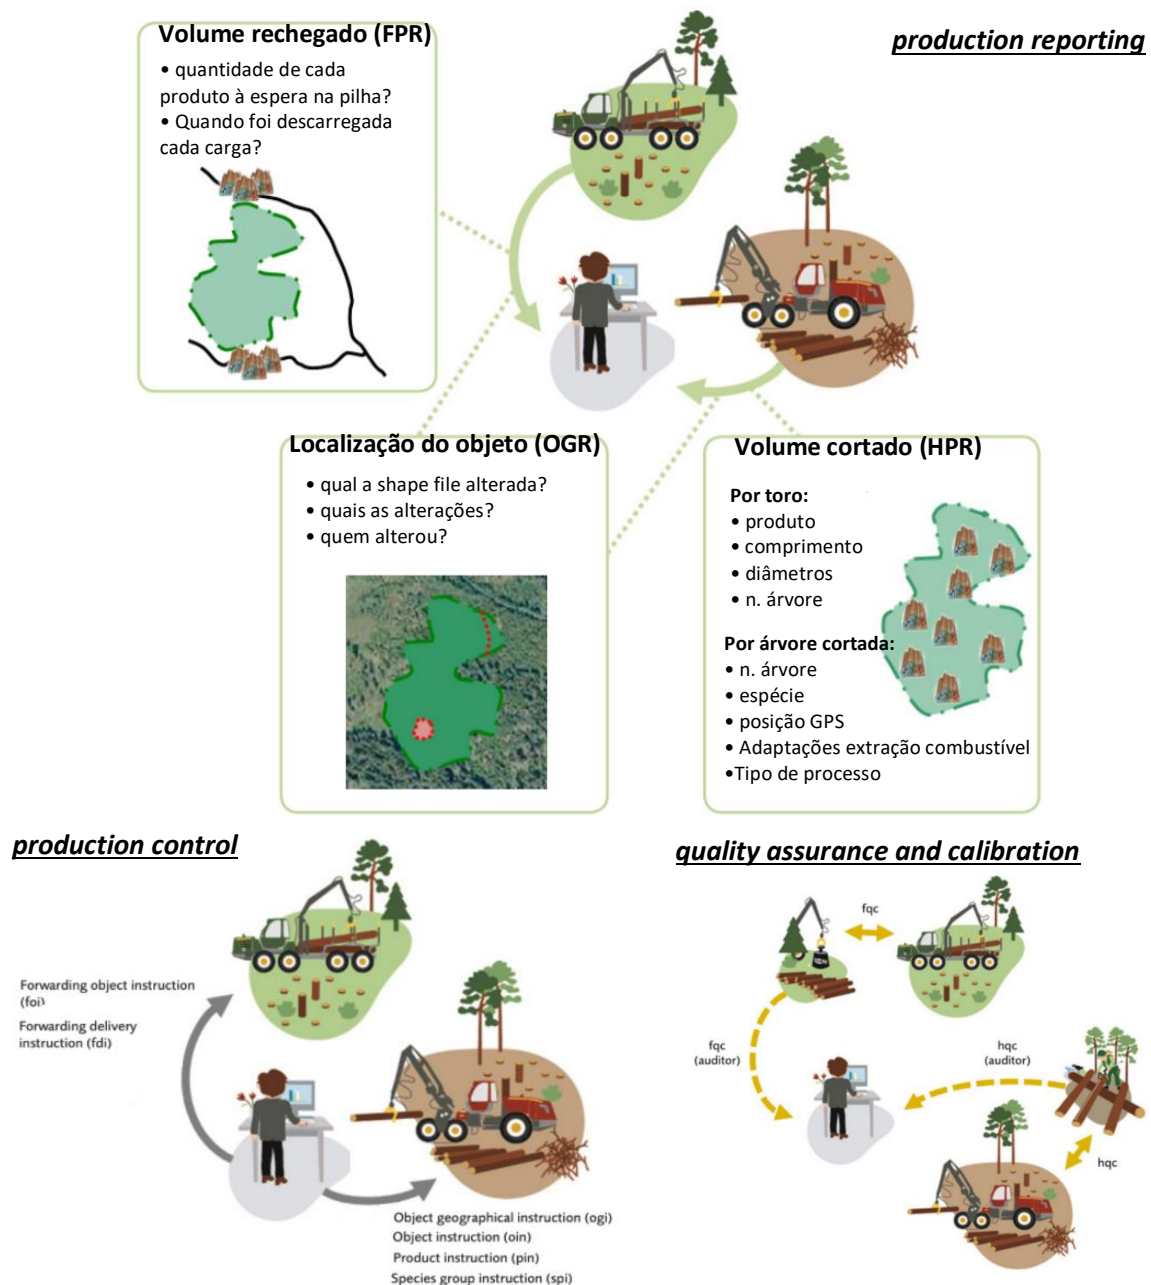 Volume rechegado (FPR)
• quantidade de cada
produto à espera na pilha?
• Quando foi descarregada
cada carga?
production reporting
Localização do objeto (OGR)
• qual a shape file alterada?
• quais as alterações?
• quem alterou?
Volume cortado (HPR)
Por toro:
• produto
• comprimento
• diâmetros
• n. árvore
Por árvore cortada:
• n. árvore
• espécie
• posição GPS
• Adaptações extração combustível
•Tipo de processo
production control
Forwarding object instruction
(foi)
Forwarding delivery
instruction (fdi)
Object geographical instruction (ogi)
Object instruction (oin)
Product instruction (pin)
Species group instruction (spi)
quality assurance and calibration
fqc
fqc
(auditor)
hqc
(auditor)
hqc